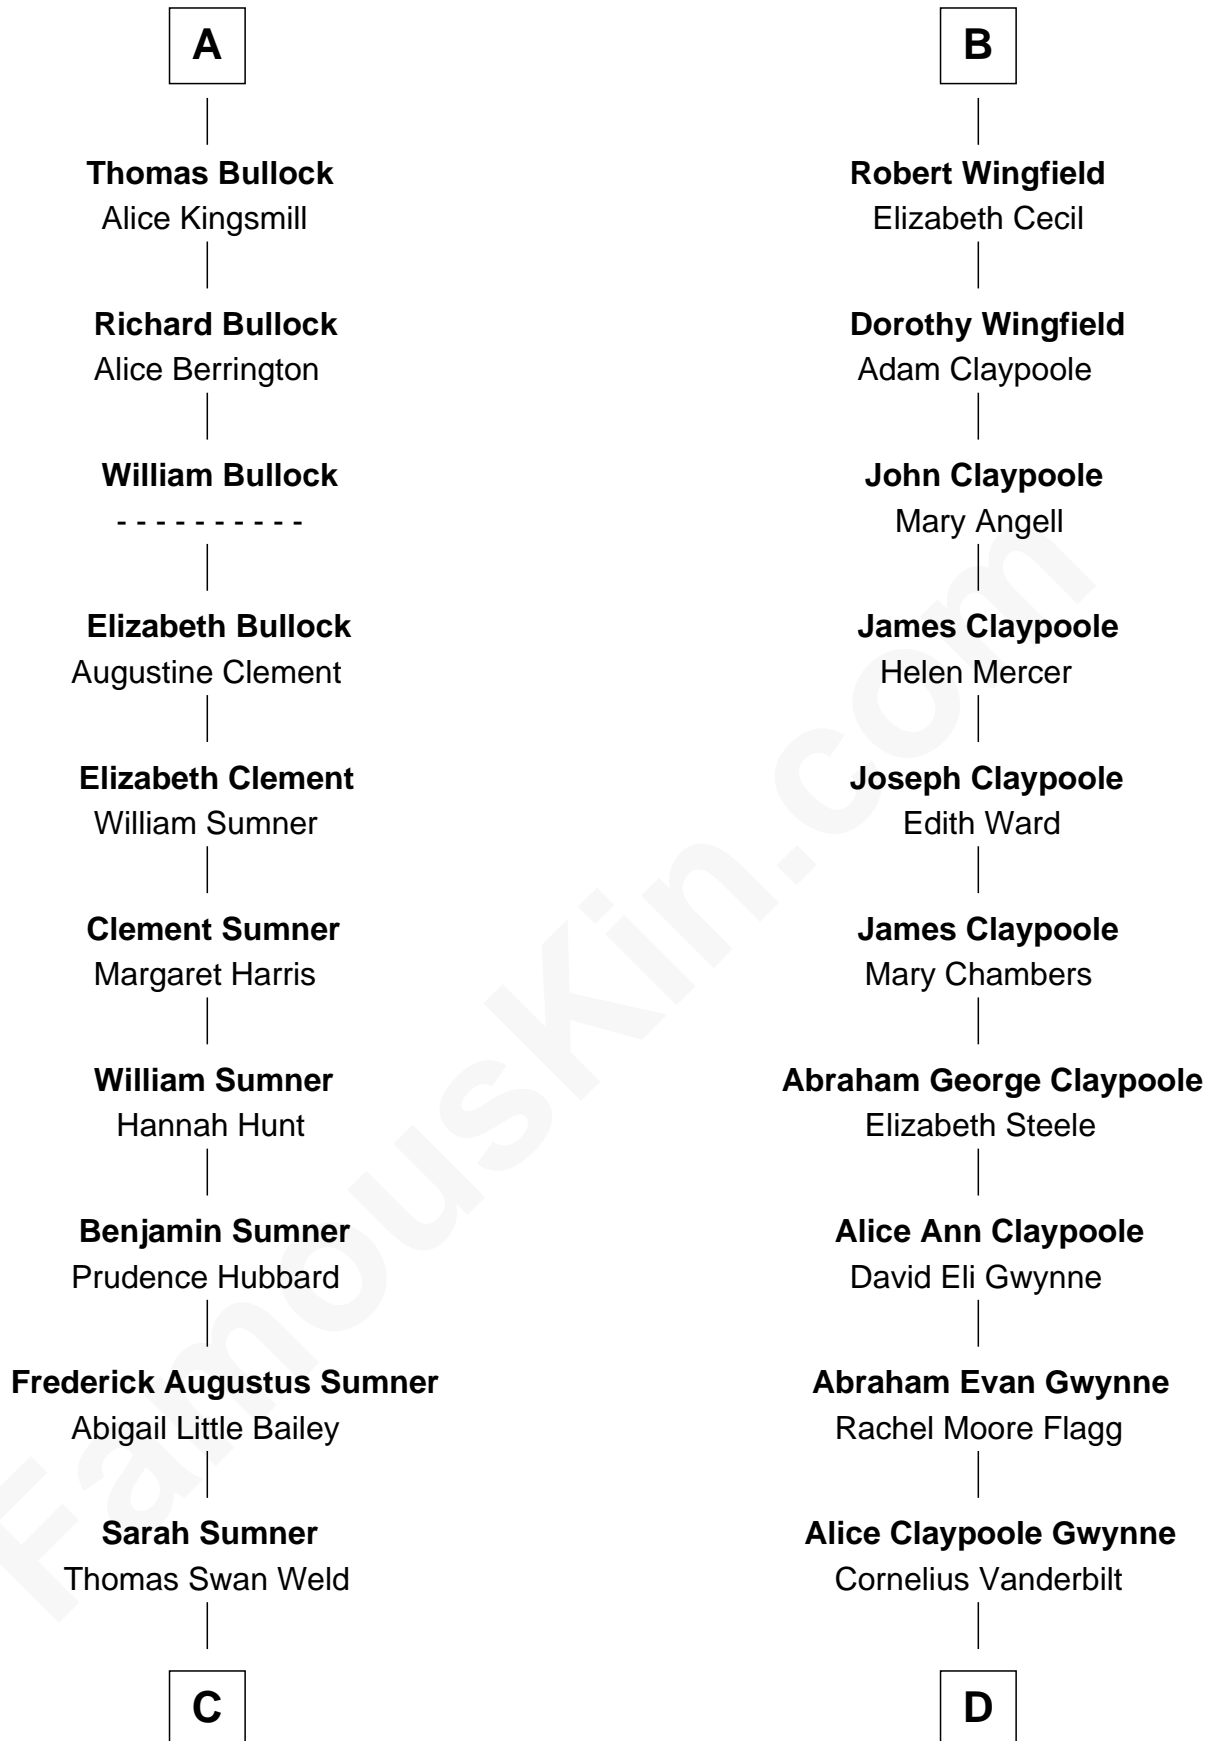 A
Thomas Bullock
Alice Kingsmill
Richard Bullock
Alice Berrington
William Bullock
- - - - - - - - - -
Elizabeth Bullock
Augustine Clement
Elizabeth Clement
William Sumner
Clement Sumner
Margaret Harris
William Sumner
Hannah Hunt
Benjamin Sumner
Prudence Hubbard
Frederick Augustus Sumner
Abigail Little Bailey
Sarah Sumner
Thomas Swan Weld
C
B
Robert Wingfield
Elizabeth Cecil
Dorothy Wingfield
Adam Claypoole
John Claypoole
Mary Angell
James Claypoole
Helen Mercer
Joseph Claypoole
Edith Ward
James Claypoole
Mary Chambers
Abraham George Claypoole
Elizabeth Steele
Alice Ann Claypoole
David Eli Gwynne
Abraham Evan Gwynne
Rachel Moore Flagg
Alice Claypoole Gwynne
Cornelius Vanderbilt
D
FamousKin.com